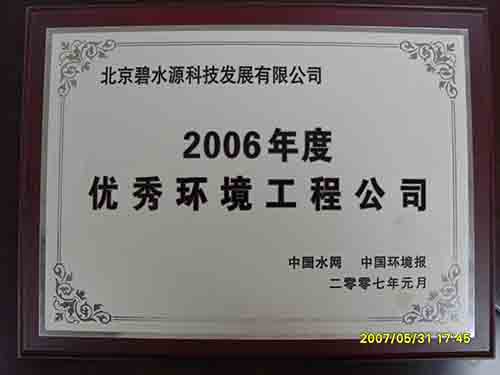 北京碧水源科技发展有限公司
2006年度
优秀环境工程公司
中国水网 中国环境报
二零零七年元月
2007/05/31 17:45